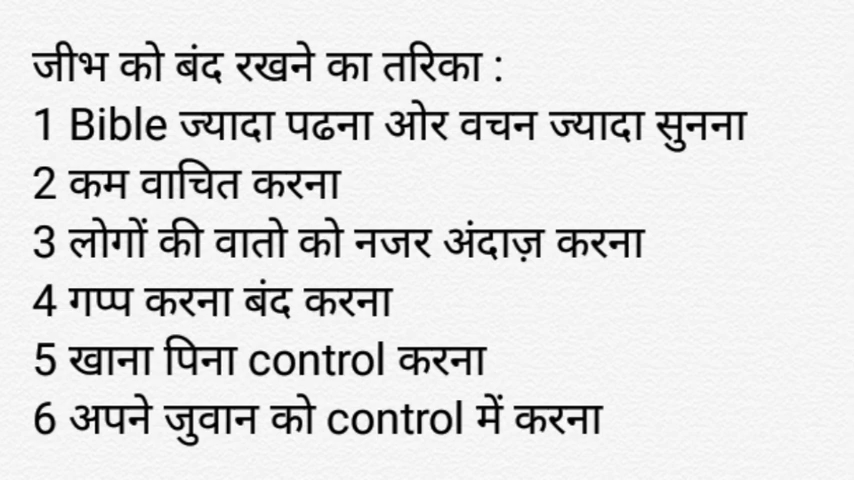 जीभ को बंद रखने का तरिका :
1 Bible ज्यादा पढना ओर वचन ज्यादा सुनना
2 कम वाचित करना
3 लोगों की वातो को नजर अंदाज़ करना
4 गप्प करना बंद करना
5 खाना पिना control करना
6 अपने जुवान को control में करना